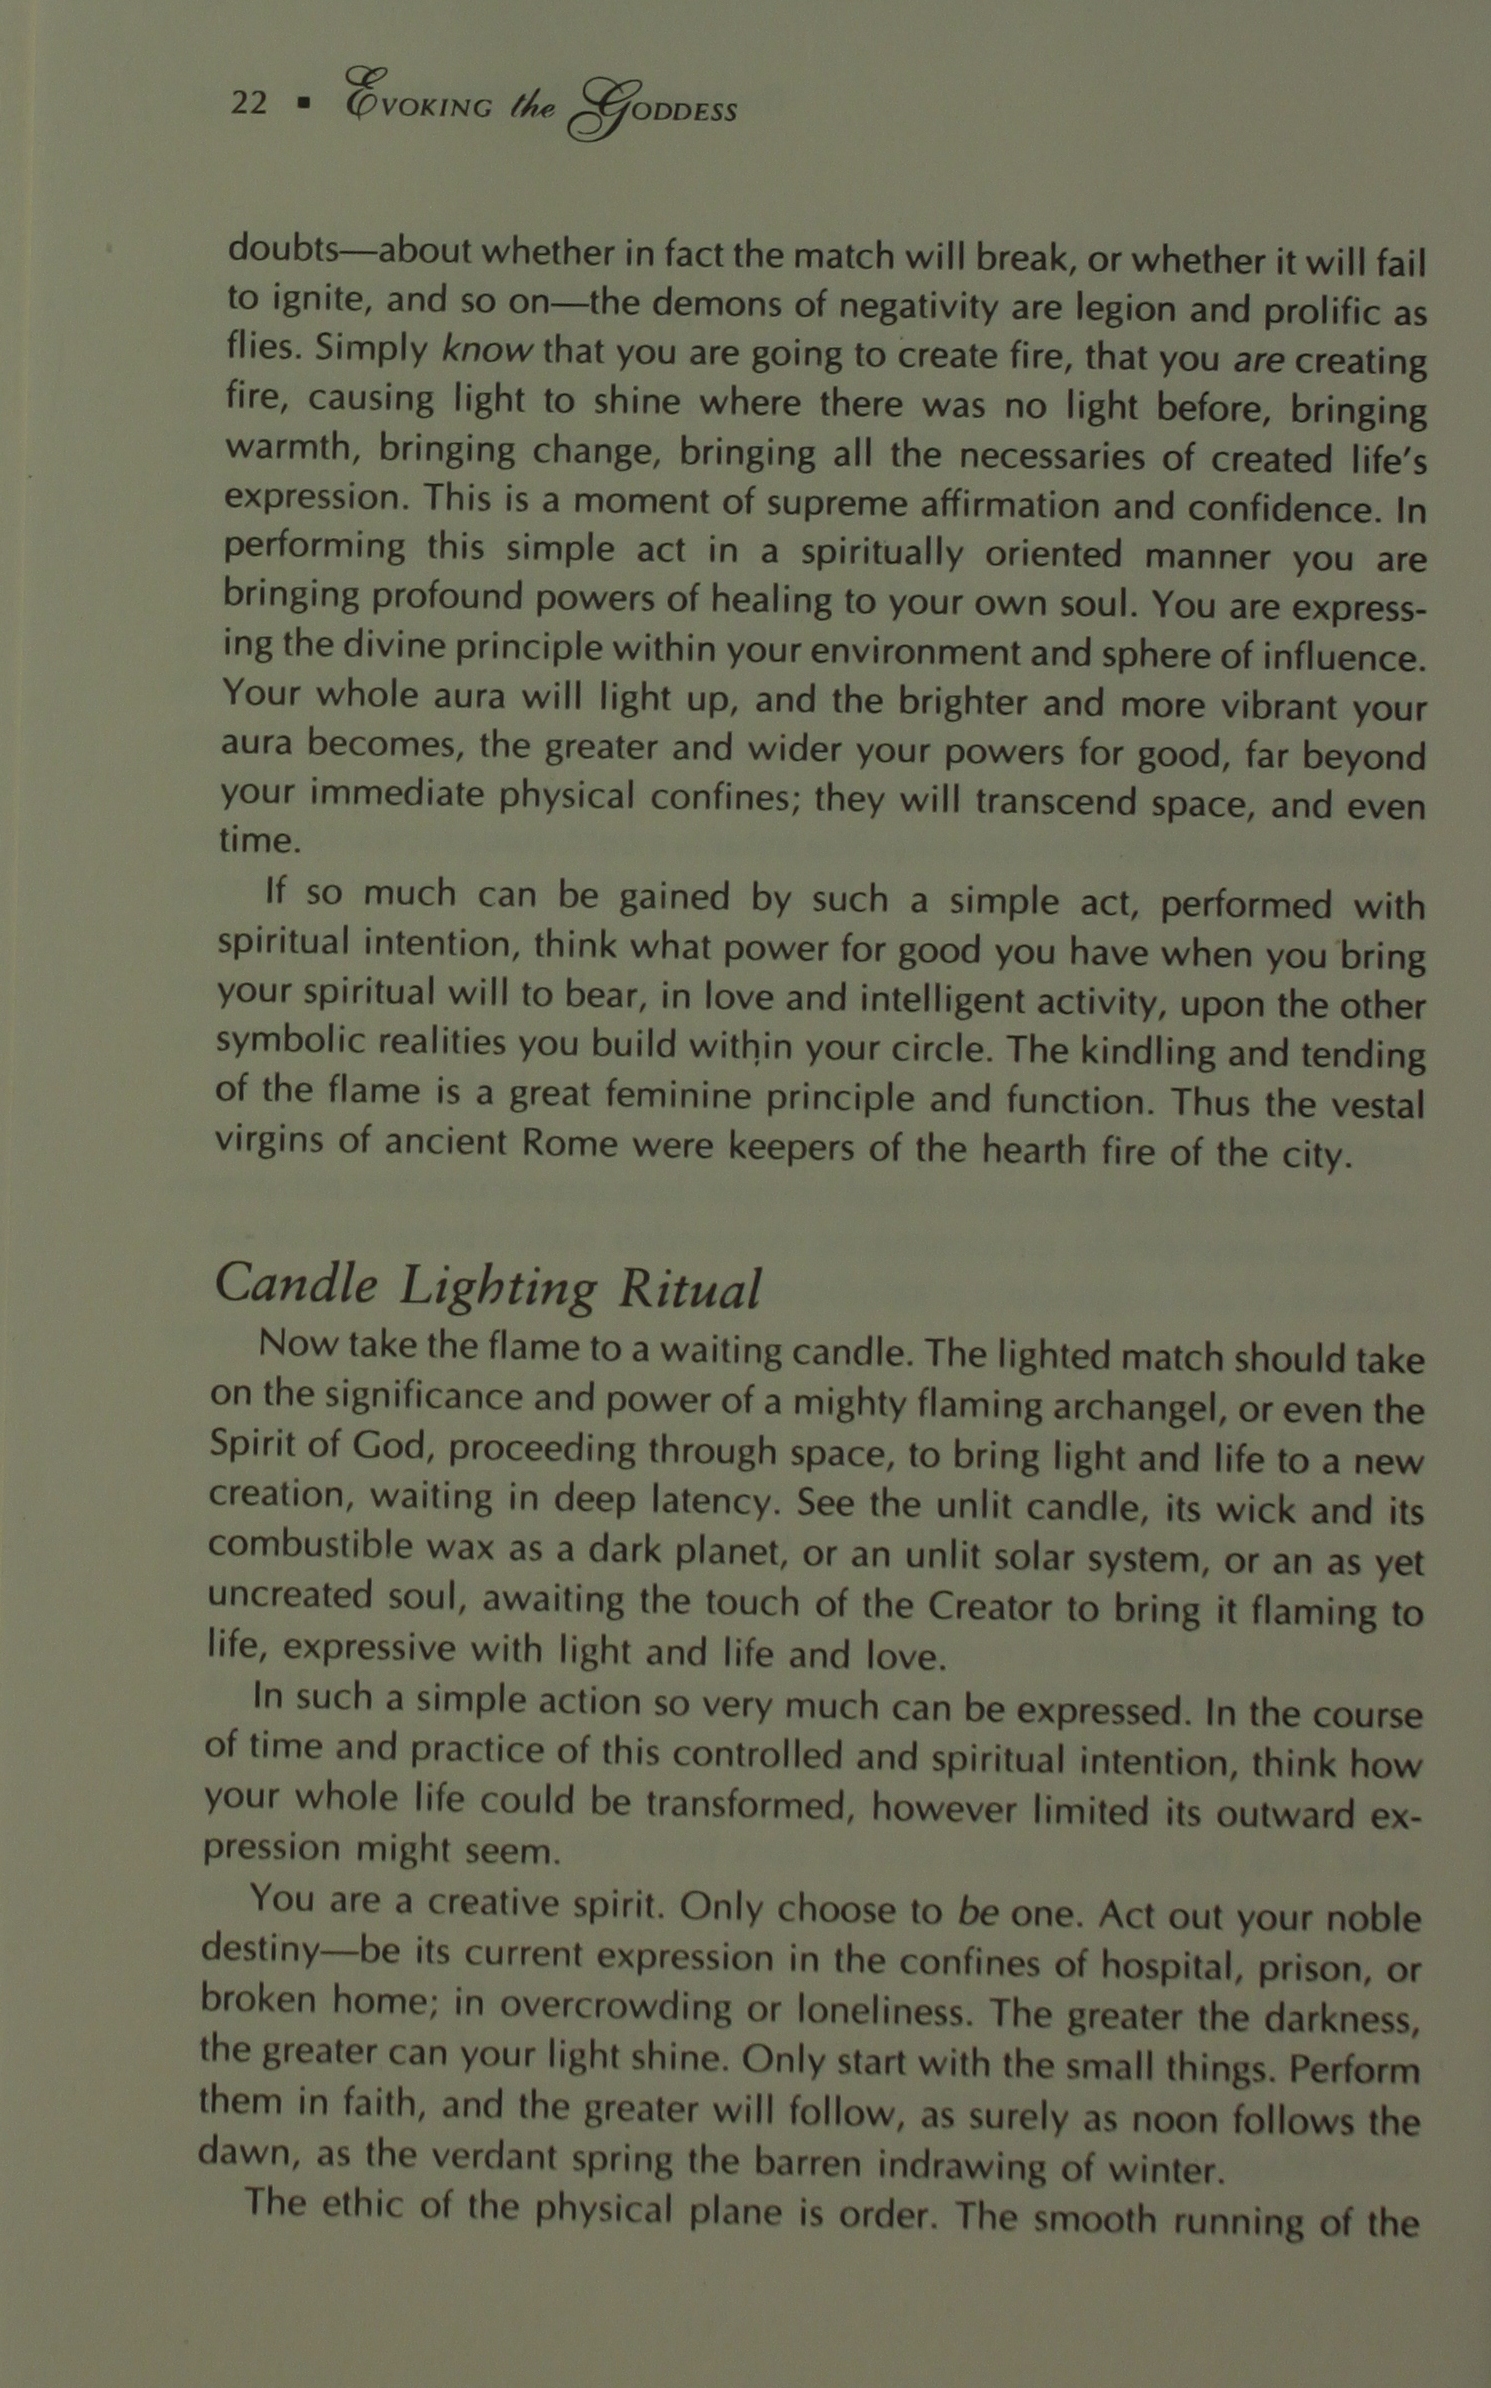 22 ▪ EVOKING the GODDESS
doubts—about whether in fact the match will break, or whether it will fail
to ignite, and so on—the demons of negativity are legion and prolific as
flies. Simply know that you are going to create fire, that you are creating
fire, causing light to shine where there was no light before, bringing
warmth, bringing change, bringing all the necessaries of created life's
expression. This is a moment of supreme affirmation and confidence. In
performing this simple act in a spiritually oriented manner you are
bringing profound powers of healing to your own soul. You are express-
ing the divine principle within your environment and sphere of influence.
Your whole aura will light up, and the brighter and more vibrant your
aura becomes, the greater and wider your powers for good, far beyond
your immediate physical confines; they will transcend space, and even
time.
If so much can be gained by such a simple act, performed with
spiritual intention, think what power for good you have when you bring
your spiritual will to bear, in love and intelligent activity, upon the other
symbolic realities you build within your circle. The kindling and tending
of the flame is a great feminine principle and function. Thus the vestal
virgins of ancient Rome were keepers of the hearth fire of the city.
Candle Lighting Ritual
Now take the flame to a waiting candle. The lighted match should take
on the significance and power of a mighty flaming archangel, or even the
Spirit of God, proceeding through space, to bring light and life to a new
creation, waiting in deep latency. See the unlit candle, its wick and its
combustible wax as a dark planet, or an unlit solar system, or an as yet
uncreated soul, awaiting the touch of the Creator to bring it flaming to
life, expressive with light and life and love.
In such a simple action so very much can be expressed. In the course
of time and practice of this controlled and spiritual intention, think how
your whole life could be transformed, however limited its outward ex-
pression might seem.
You are a creative spirit. Only choose to be one. Act out your noble
destiny—be its current expression in the confines of hospital, prison, or
broken home; in overcrowding or loneliness. The greater the darkness,
the greater can your light shine. Only start with the small things. Perform
them in faith, and the greater will follow, as surely as noon follows the
dawn, as the verdant spring the barren indrawing of winter.
The ethic of the physical plane is order. The smooth running of the